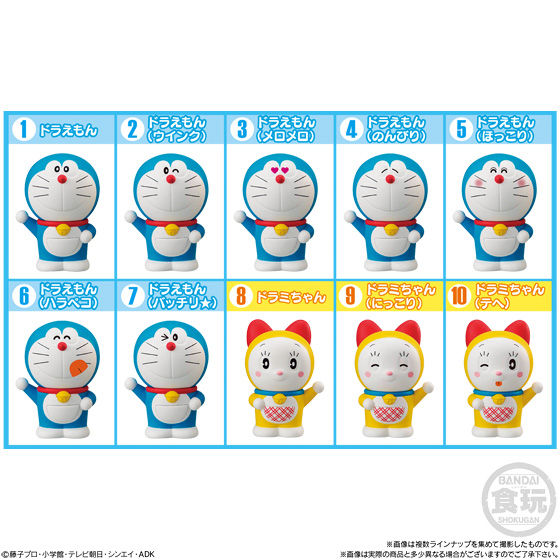 1 ドラえもん
2 ドラえもん
(ウインク)
3 ドラえもん
(メロメロ)
4 ドラえもん
(のんびり)
5 ドラえもん
(ほっこり)
6 ドラえもん
(ハラペコ)
7 ドラえもん
(バッチリ★)
8 ドラミちゃん
9 ドラミちゃん
(にっこり)
10 ドラミちゃん
(テヘ)
BANDAI
食玩
SHOKUGAN
©藤子プロ・小学館・テレビ朝日・シンエイ・ADK
※画像は複数ラインナップを集めて撮影したものです。
※画像は実際の商品とは多少異なる場合がございますのでご了承下さい。